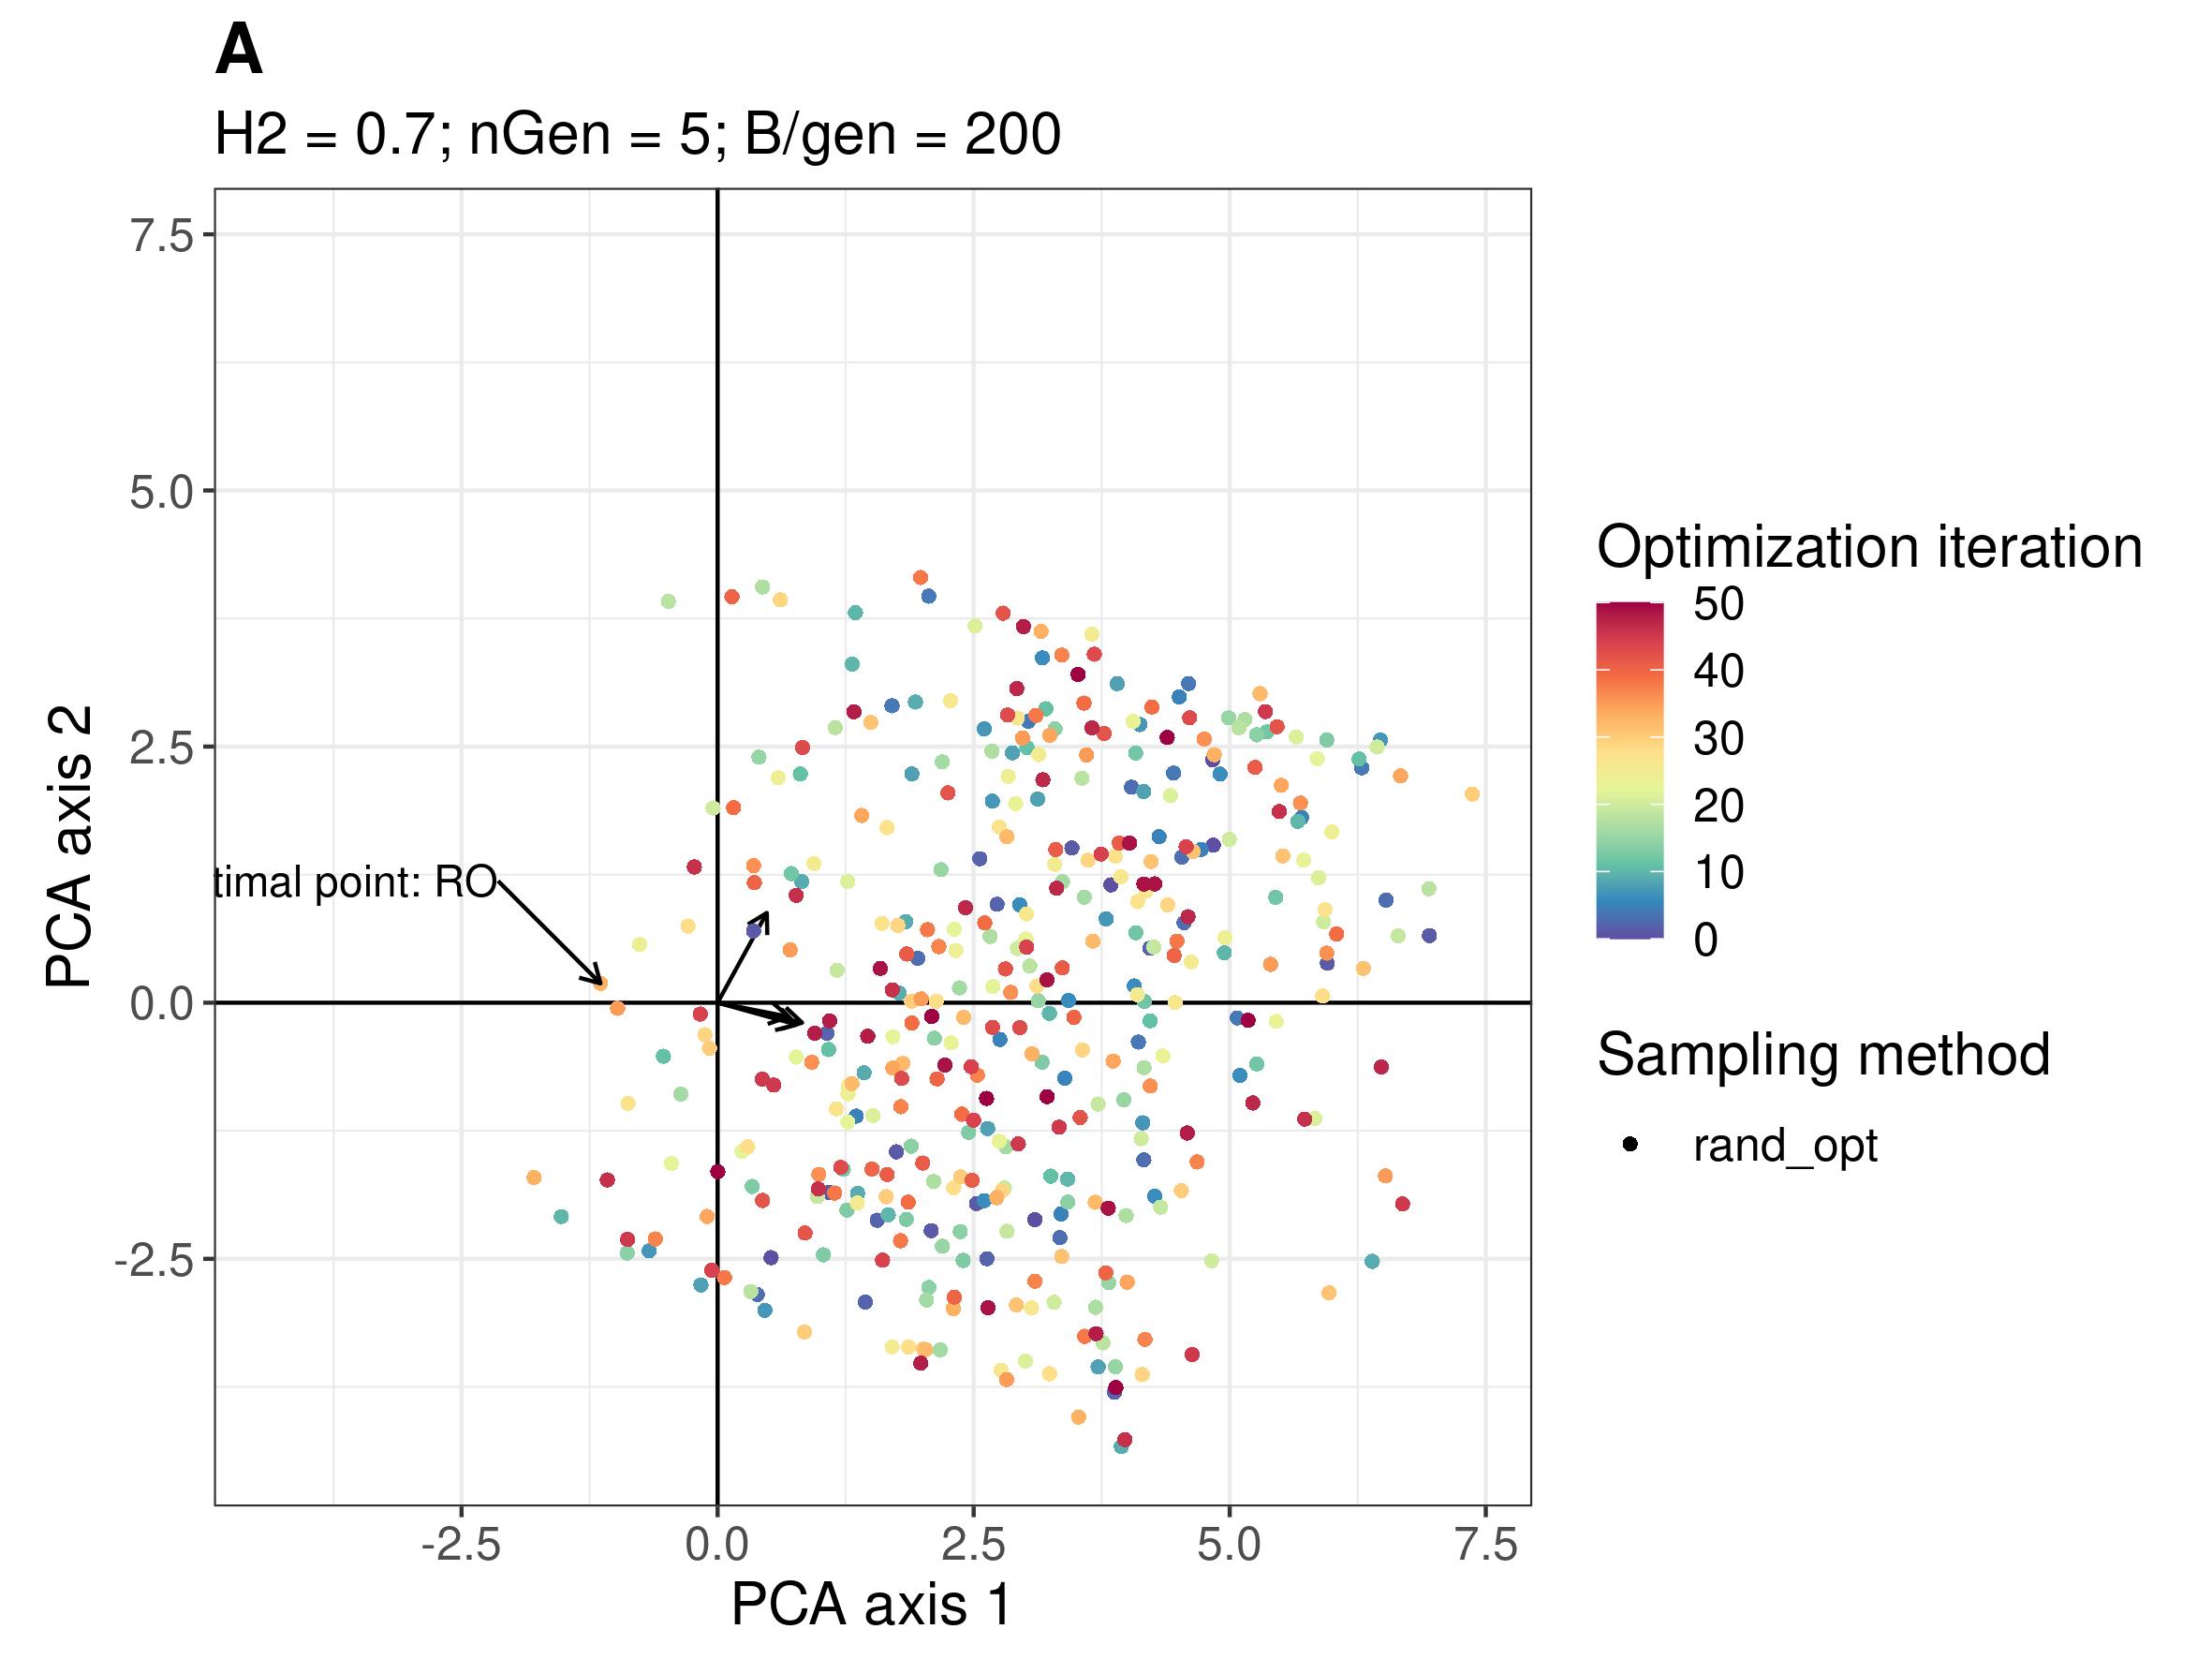 A
H2 = 0.7; nGen = 5; B/gen = 200
7.5
5.0
2.5
0.0
-2.5
PCA axis 2
timal point: RO
-2.5
0.0
2.5
5.0
7.5
PCA axis 1
Optimization iteration
50
40
30
20
10
0
Sampling method
rand_opt